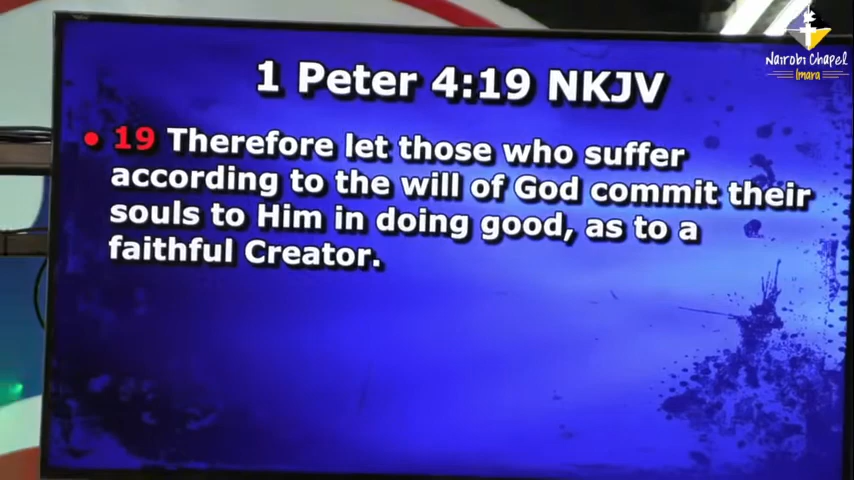 Nairobi Chapel
Imara
1 Peter 4:19 NKJV
• 19 Therefore let those who suffer
according to the will of God commit their
souls to Him in doing good, as to a
faithful Creator.